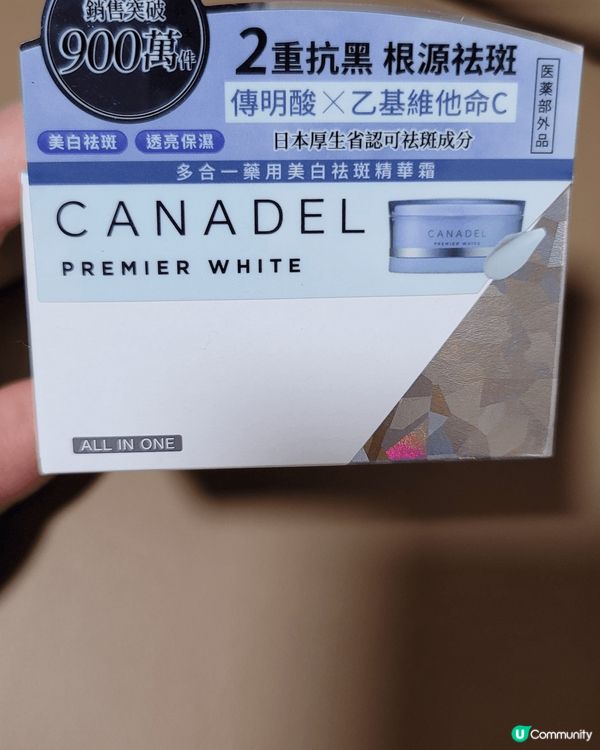 銷售突破
900萬件
2重抗黑 根源祛斑
傳明酸×乙基維他命C
医薬部外品
美白祛斑 透亮保濕
日本厚生省認可祛斑成分
多合一藥用美白祛斑精華霜
CANADEL
PREMIER WHITE
CANADEL
PREMIER WHITE
ALL IN ONE
U Community